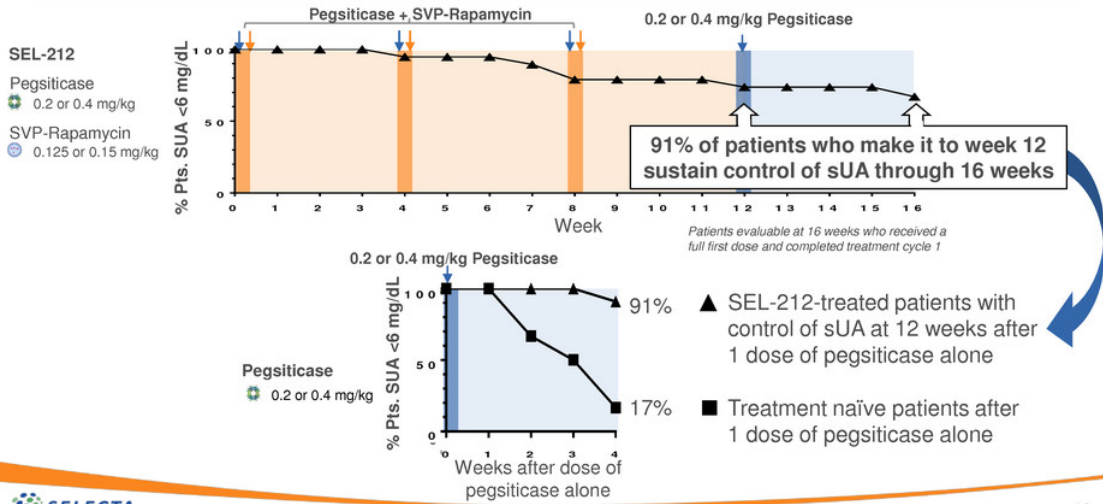 Pegsiticase + SVP-Rapamycin
0.2 or 0.4 mg/kg Pegsiticase
SEL-212
Pegsiticase
0.2 or 0.4 mg/kg
SVP-Rapamycin
0.125 or 0.15 mg/kg
% Pts. SUA <6 mg/dL
100
50
0
0 1 2 3 4 5 6 7 8 9 10 11 12 13 14 15 16
Week
91% of patients who make it to week 12
sustain control of sUA through 16 weeks
Patients evaluable at 16 weeks who received a
full first dose and completed treatment cycle 1
0.2 or 0.4 mg/kg Pegsiticase
Pegsiticase
0.2 or 0.4 mg/kg
% Pts. SUA <6 mg/dL
100
50
0
0 1 2 3 4
Weeks after dose of
pegsiticase alone
91%
17%
SEL-212-treated patients with
control of sUA at 12 weeks after
1 dose of pegsiticase alone
Treatment naïve patients after
1 dose of pegsiticase alone
SELECTA